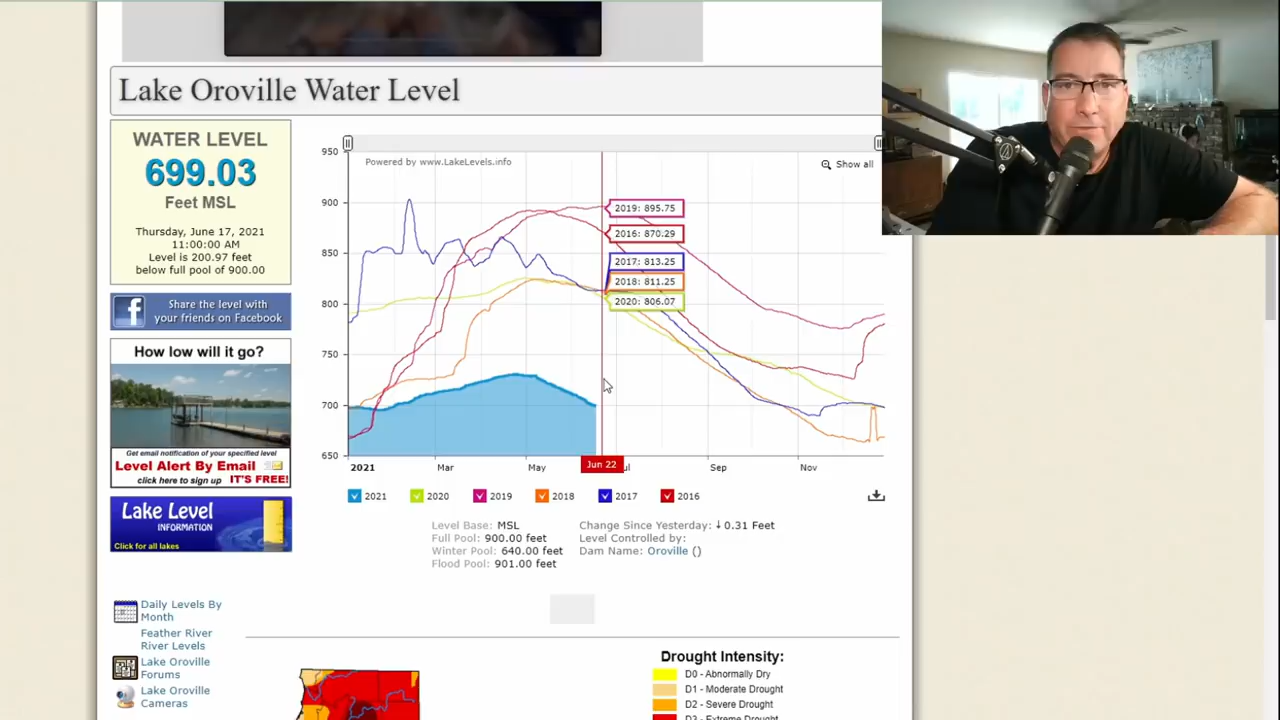 Lake Oroville Water Level
WATER LEVEL
699.03
Feet MSL
Thursday, June 17, 2021
11:00:00 AM
Level is 200.97 feet
below full pool of 900.00
Share the level with
your friends on Facebook
How low will it go?
Get email notification of your specified level
Level Alert By Email
click here to sign up IT'S FREE!
Lake Level
INFORMATION
Click for all lakes
Daily Levels By
Month
Feather River
River Levels
Lake Oroville
Forums
Lake Oroville
Cameras
Powered by www.LakeLevels.info
Show all
950
900
850
800
750
700
650
2019: 895.75
2016: 870.29
2017: 813.25
2018: 811.25
2020: 806.07
2021
Mar
May
Jun 22
ul
Sep
Nov
2021
2020
2019
2018
2017
2016
Level Base: MSL
Full Pool: 900.00 feet
Winter Pool: 640.00 feet
Flood Pool: 901.00 feet
Change Since Yesterday: ↓0.31 Feet
Level Controlled by:
Dam Name: Oroville ()
Drought Intensity:
D0 - Abnormally Dry
D1 - Moderate Drought
D2 - Severe Drought
D3 - Extreme Drought